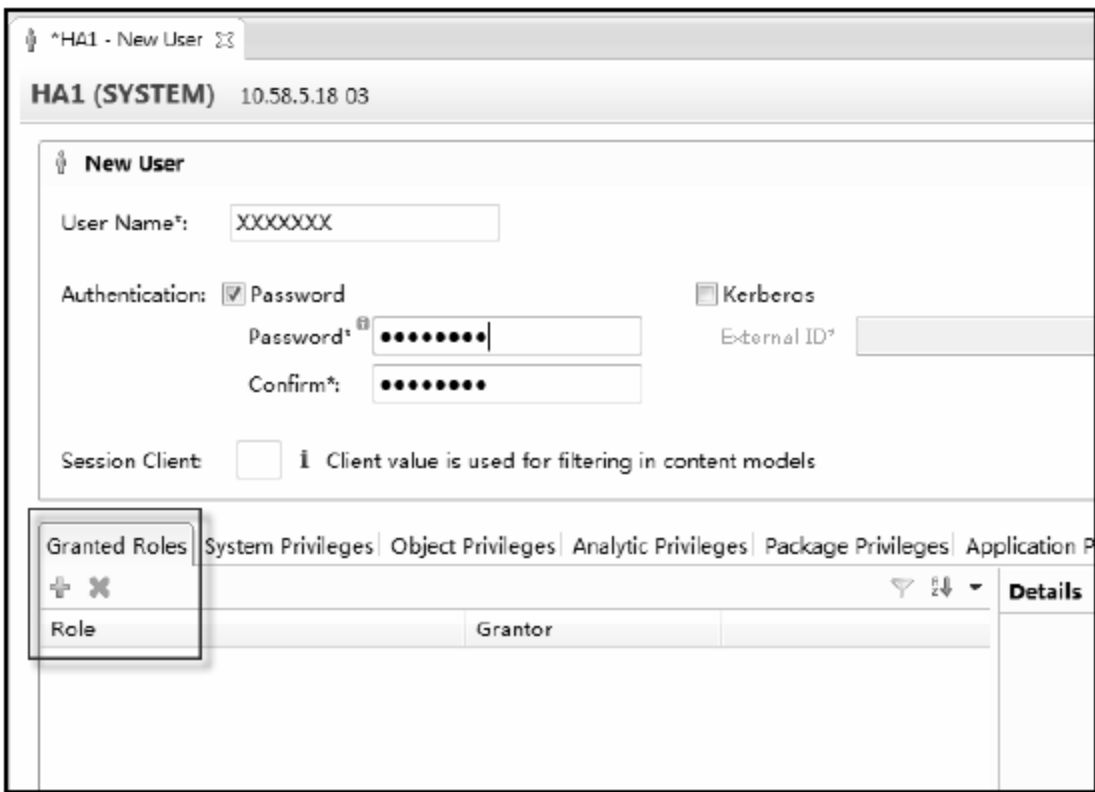 *HA1 - New User
HA1 (SYSTEM) 10.58.5.18 03
New User
User Name*: XXXXXXX
Authentication: Password Kerberos
Password* ●●●●●●●● External ID*
Confirm*: ●●●●●●●●
Session Client: i Client value is used for filtering in content models
Granted Roles System Privileges Object Privileges Analytic Privileges Package Privileges Application P
Details
Role Grantor